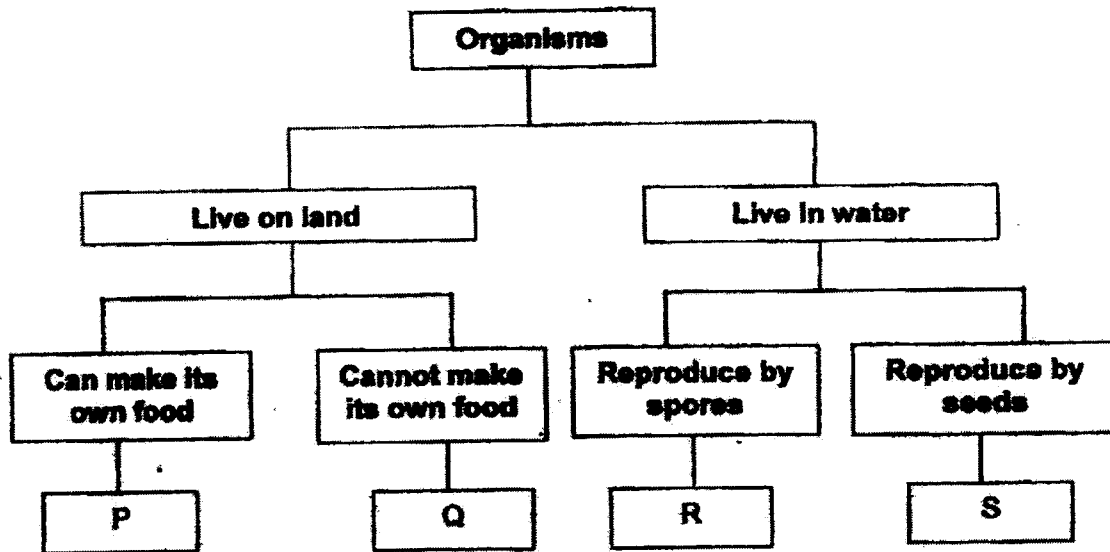 Organisms
Live on land
Live in water
Can make its
own food
Cannot make
its own food
Reproduce by
spores
Reproduce by
seeds
P
Q
R
S